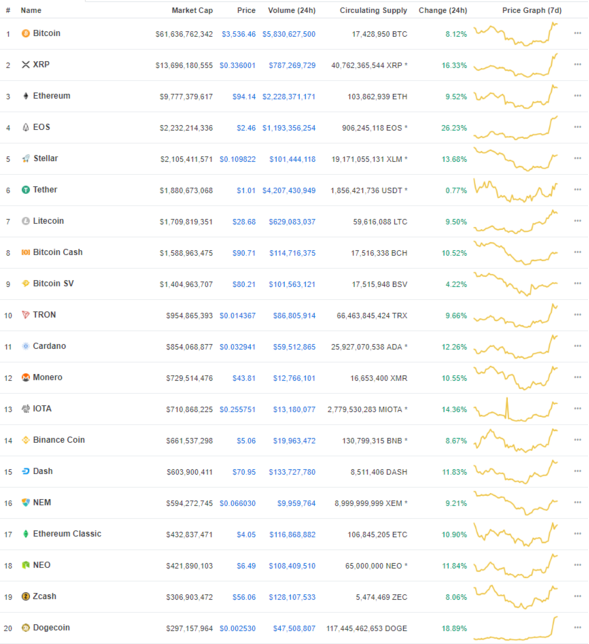 # Name Market Cap Price Volume (24h) Circulating Supply Change (24h) Price Graph (7d)
1 Bitcoin $61,636,762,342 $3,536.46 $5,830,627,500 17,428,950 BTC 8.12%
2 XRP $13,696,180,555 $0.336001 $787,269,729 40,762,365,544 XRP * 16.33%
3 Ethereum $9,777,379,617 $94.14 $2,228,371,171 103,862,939 ETH 9.52%
4 EOS $2,232,214,336 $2.46 $1,193,356,254 906,245,118 EOS * 26.23%
5 Stellar $2,105,411,571 $0.109822 $101,444,118 19,171,055,131 XLM * 13.68%
6 Tether $1,880,673,068 $1.01 $4,207,430,949 1,856,421,736 USDT * 0.77%
7 Litecoin $1,709,819,351 $28.68 $629,083,037 59,616,088 LTC 9.50%
8 Bitcoin Cash $1,588,963,475 $90.71 $114,716,375 17,516,338 BCH 10.52%
9 Bitcoin SV $1,404,963,707 $80.21 $101,563,121 17,515,948 BSV 4.22%
10 TRON $954,865,393 $0.014367 $86,805,914 66,463,845,424 TRX 9.66%
11 Cardano $854,068,877 $0.032941 $59,512,865 25,927,070,538 ADA * 12.26%
12 Monero $729,514,476 $43.81 $12,766,101 16,653,400 XMR 10.55%
13 IOTA $710,868,225 $0.255751 $13,180,077 2,779,530,283 MIOTA * 14.36%
14 Binance Coin $661,537,298 $5.06 $19,963,472 130,799,315 BNB * 8.67%
15 Dash $603,900,411 $70.95 $133,727,780 8,511,406 DASH 11.83%
16 NEM $594,272,745 $0.066030 $9,959,764 8,999,999,999 XEM * 9.21%
17 Ethereum Classic $432,837,471 $4.05 $116,868,882 106,845,205 ETC 10.90%
18 NEO $421,890,103 $6.49 $108,409,510 65,000,000 NEO * 11.84%
19 Zcash $306,903,472 $56.06 $128,107,533 5,474,469 ZEC 8.06%
20 Dogecoin $297,157,964 $0.002530 $47,508,807 117,445,462,653 DOGE 18.89%